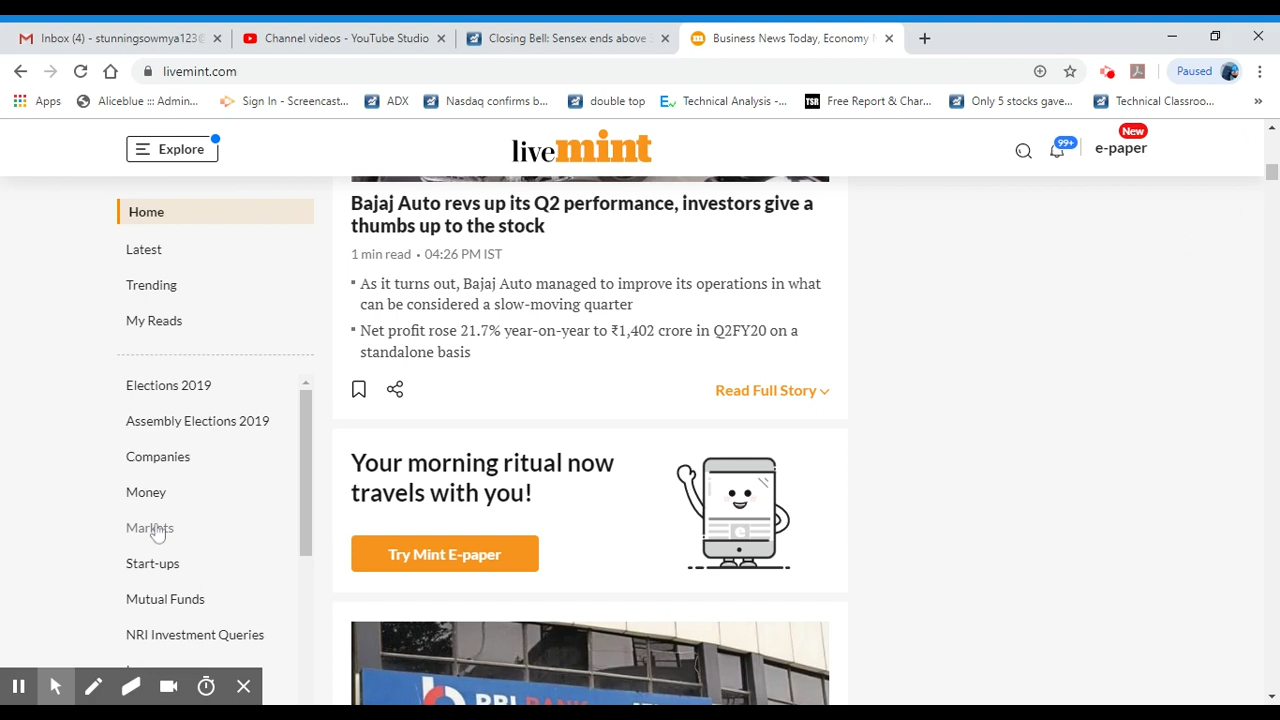 Inbox (4) - stunningsowmya123@
Channel videos - YouTube Studio
Closing Bell: Sensex ends above
Business News Today, Economy N
livemint.com
Paused
Apps
Aliceblue ::: Admin...
Sign In - Screencast...
ADX
Nasdaq confirms b...
double top
Technical Analysis -...
TSR
Free Report & Char...
Only 5 stocks gave...
Technical Classroo...
»
Explore
livemint
99+
New
e-paper
Home
Latest
Trending
My Reads
Elections 2019
Assembly Elections 2019
Companies
Money
Markets
Start-ups
Mutual Funds
NRI Investment Queries
Bajaj Auto revs up its Q2 performance, investors give a
thumbs up to the stock
1 min read • 04:26 PM IST
▪ As it turns out, Bajaj Auto managed to improve its operations in what
can be considered a slow-moving quarter
▪ Net profit rose 21.7% year-on-year to ₹1,402 crore in Q2FY20 on a
standalone basis
Read Full Story
Your morning ritual now
travels with you!
Try Mint E-paper
RBL BANK